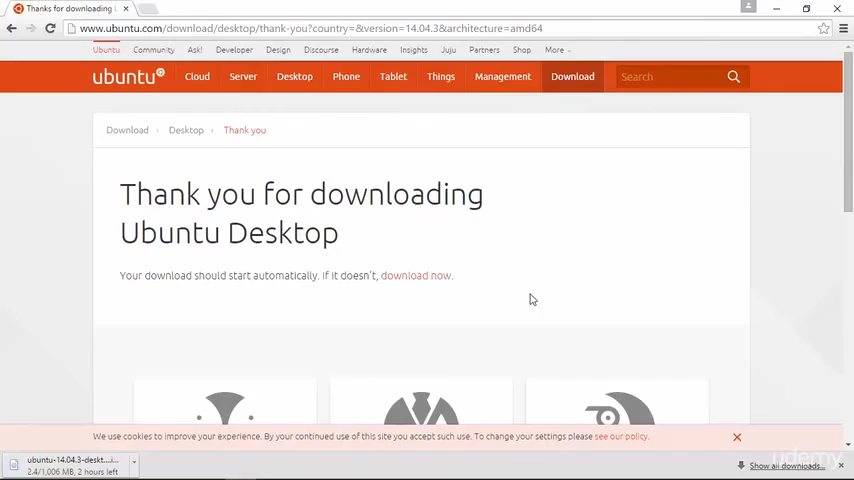 Thanks for downloading U
www.ubuntu.com/download/desktop/thank-you?country=&version=14.04.3&architecture=amd64
Ubuntu Community Ask! Developer Design Discourse Hardware Insights Juju Partners Shop More
ubuntu Cloud Server Desktop Phone Tablet Things Management Download Search
Download › Desktop › Thank you
Thank you for downloading
Ubuntu Desktop
Your download should start automatically. If it doesn't, download now.
We use cookies to improve your experience. By your continued use of this site you accept such use. To change your settings please see our policy.
ubuntu-14.04.3-deskt....i...
2.4/1,006 MB, 2 hours left
Show all downloads...
udemy